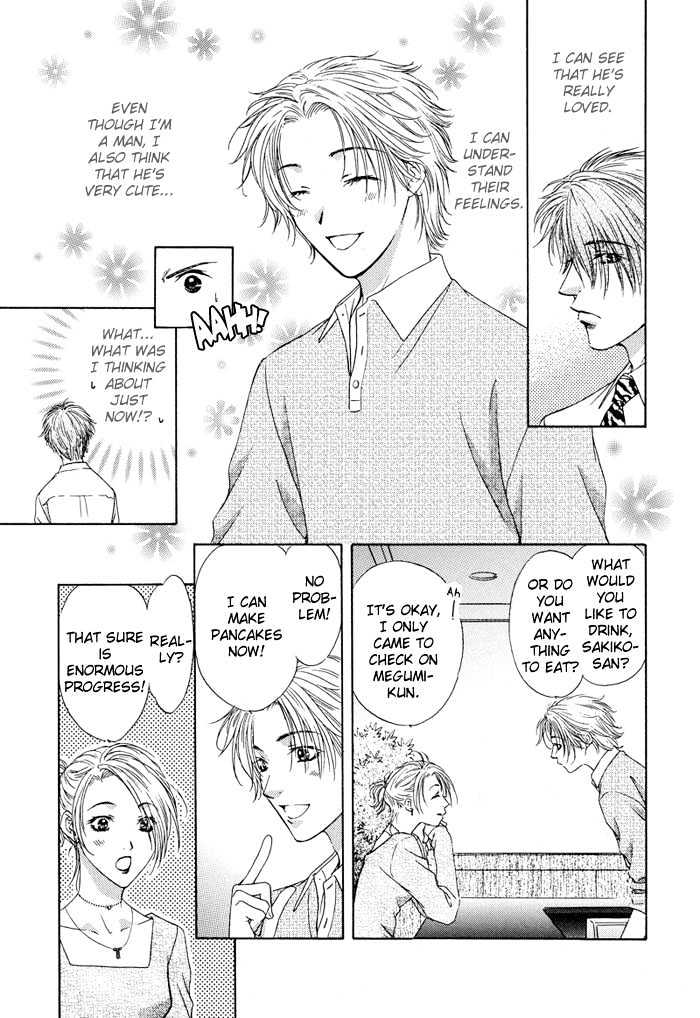 I CAN SEE
THAT HE'S
REALLY
LOVED.
I CAN
UNDER-
STAND
THEIR
FEELINGS.
EVEN
THOUGH I'M
A MAN, I
ALSO THINK
THAT HE'S
VERY CUTE...
AAHH!
WHAT...
WHAT WAS
I THINKING
ABOUT
JUST
NOW!?
WHAT
WOULD
YOU
LIKE TO
DRINK,
SAKIKO-
SAN?
OR DO
YOU
WANT
ANY-
THING
TO EAT?
Ah!
IT'S OKAY,
I ONLY
CAME TO
CHECK ON
MEGUMI-
KUN.
NO
PROB-
LEM!
I CAN
MAKE
PANCAKES
NOW!
REAL-
LY?
THAT SURE
IS
ENORMOUS
PROGRESS!